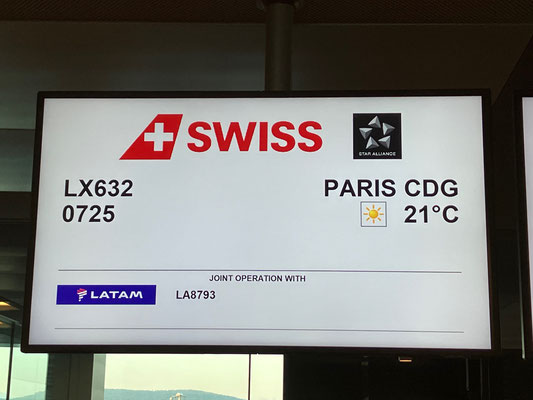 SWISS
STAR ALLIANCE
LX632 PARIS CDG
0725 21°C
JOINT OPERATION WITH
LATAM LA8793